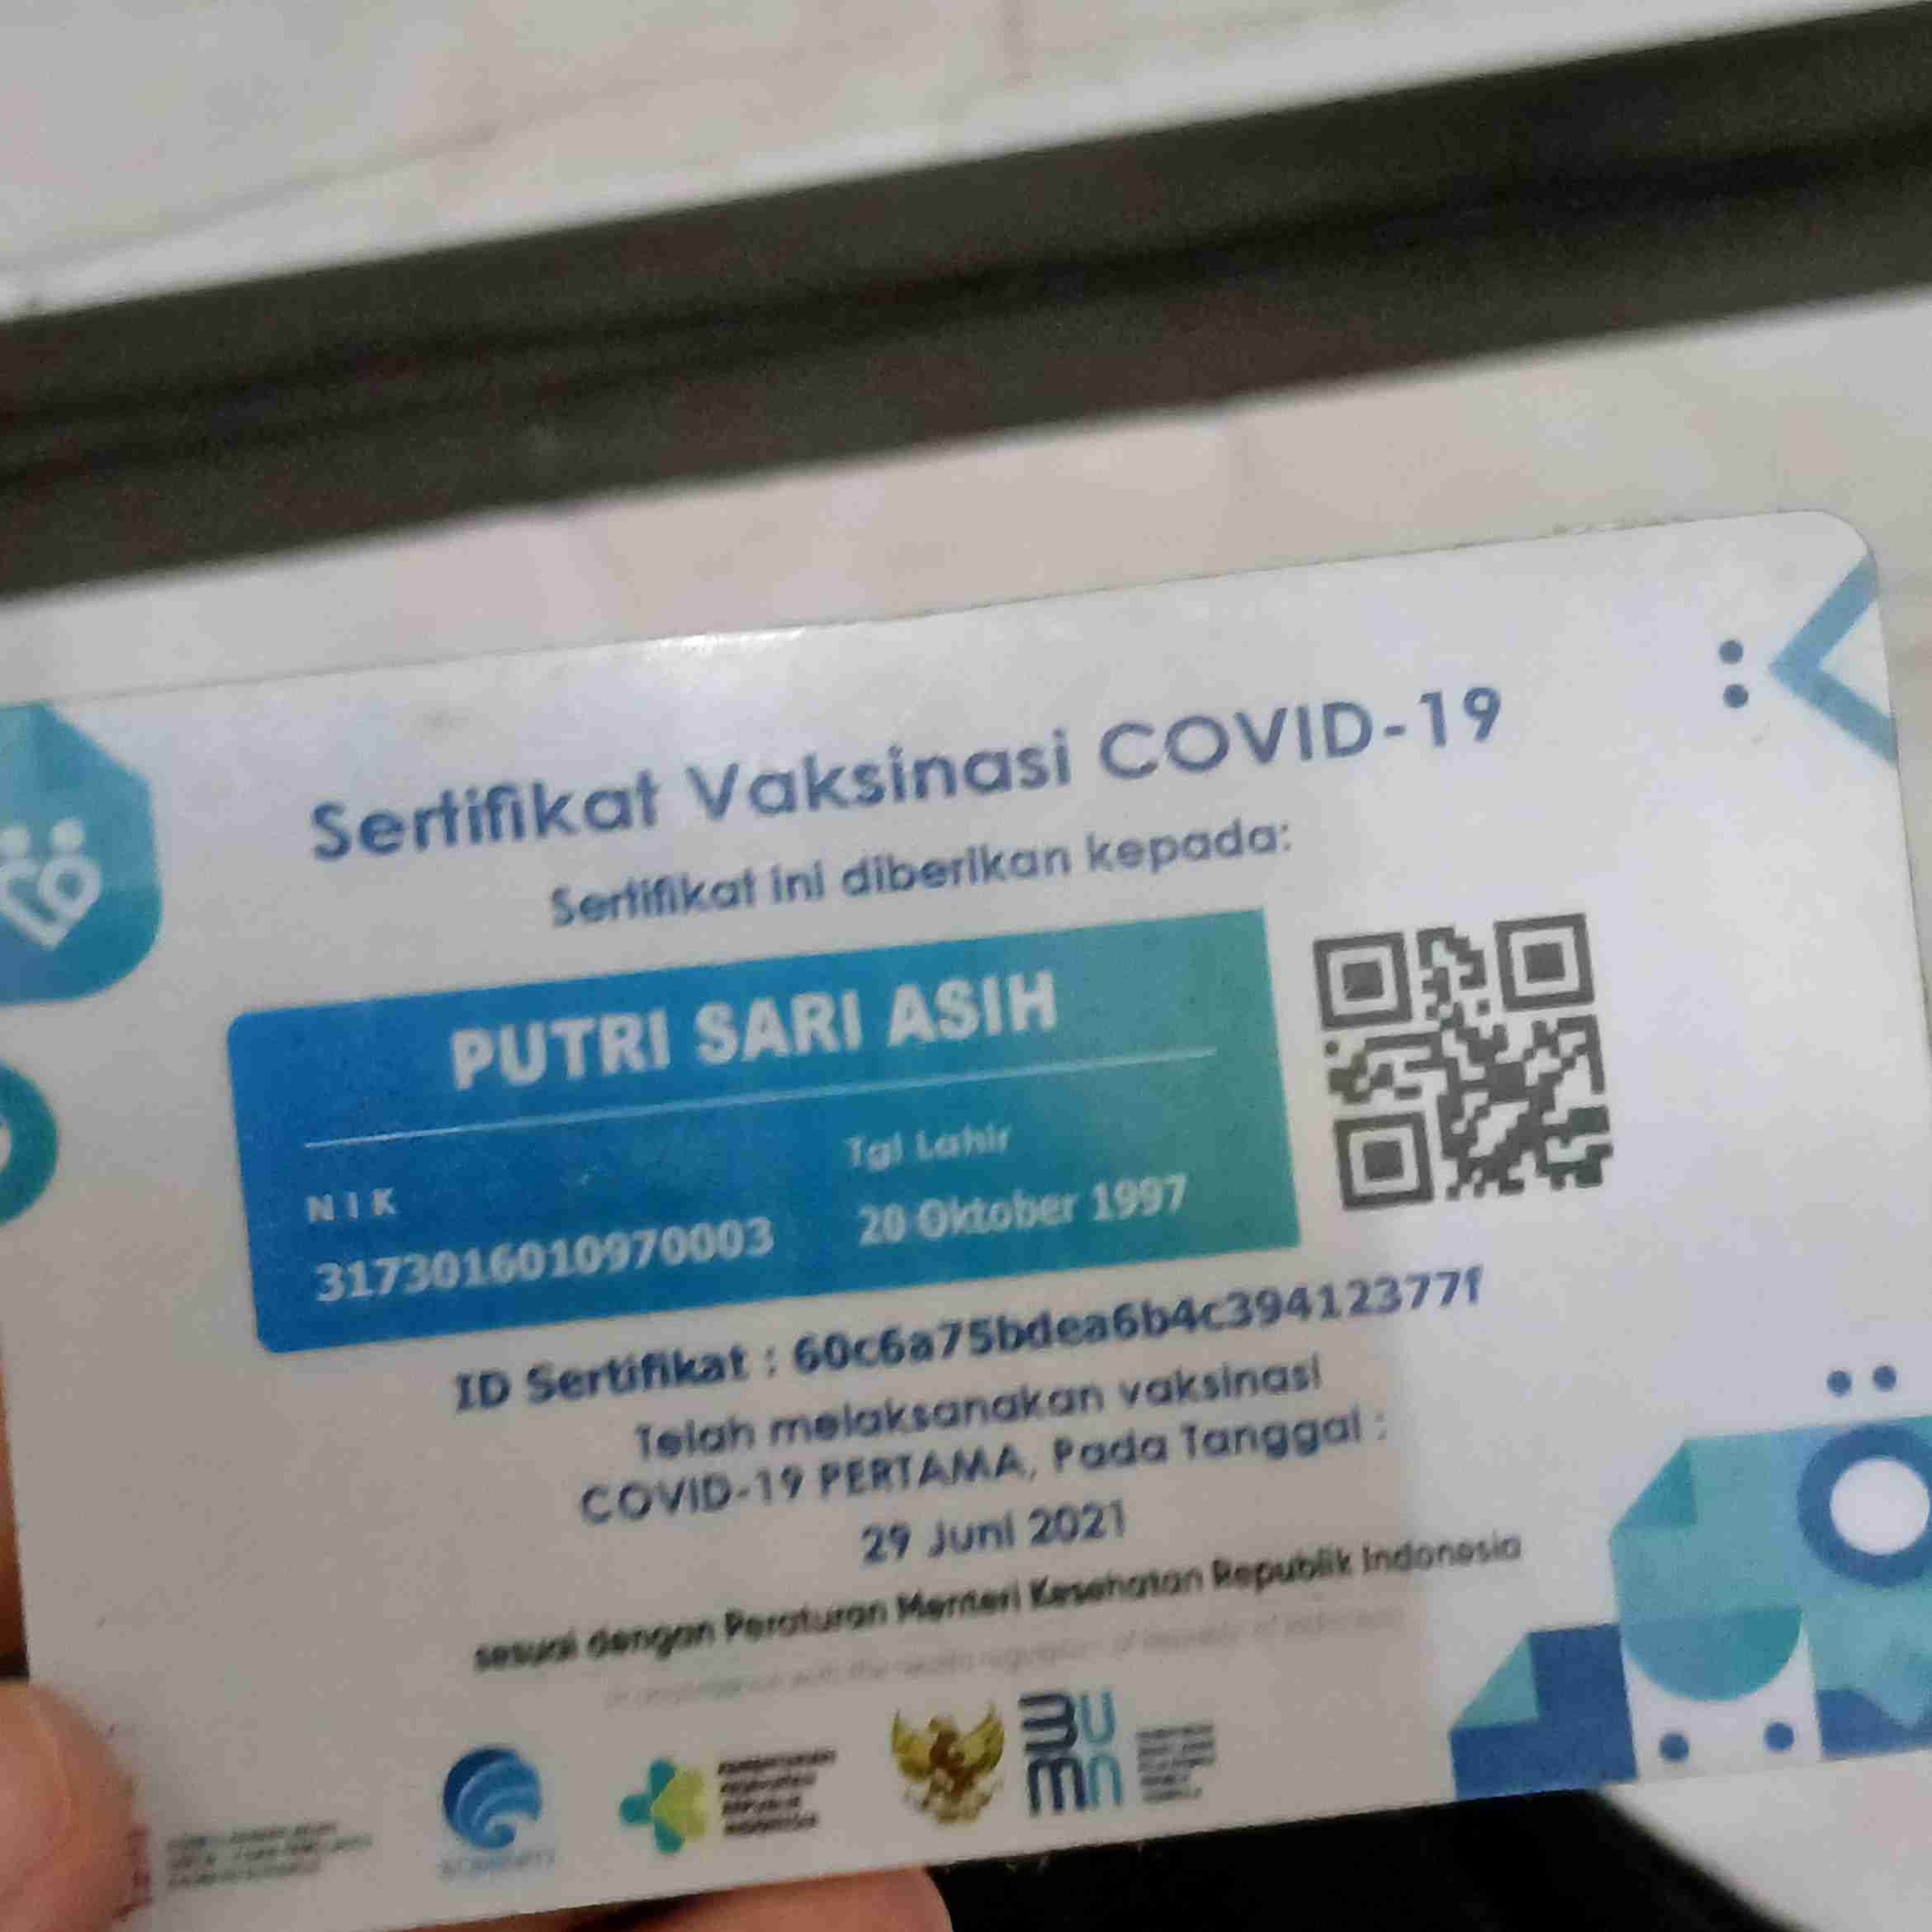 Sertifikat Vaksinasi COVID-19
Sertifikat ini diberikan kepada:
PUTRI SARI ASIH
NIK
Tgl Lahir
3173016010970003
20 Oktober 1997
ID Sertifikat : 60c6a75bdea6b4c39412377f
Telah melaksanakan vaksinasi
COVID-19 PERTAMA, Pada Tanggal :
29 Juni 2021
sesuai dengan Peraturan Menteri Kesehatan Republik Indonesia
BUMN